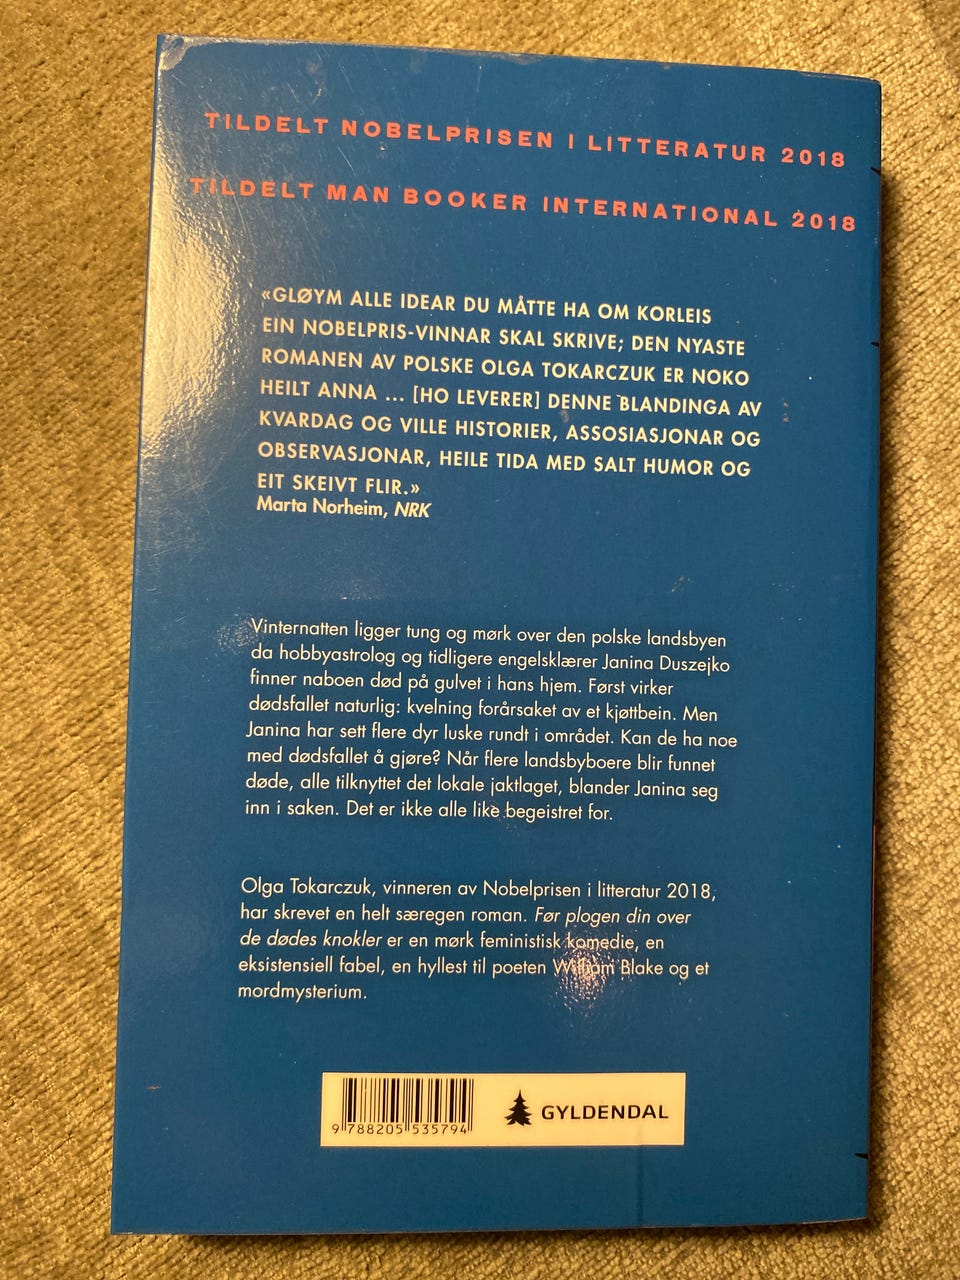 TILDELT NOBELPRISEN I LITTERATUR 2018
TILDELT MAN BOOKER INTERNATIONAL 2018
«GLØYM ALLE IDEAR DU MÅTTE HA OM KORLEIS
EIN NOBELPRIS-VINNAR SKAL SKRIVE; DEN NYASTE
ROMANEN AV POLSKE OLGA TOKARCZUK ER NOKO
HEILT ANNA ... [HO LEVERER] DENNE BLANDINGA AV
KVARDAG OG VILLE HISTORIER, ASSOSIASJONAR OG
OBSERVASJONAR, HEILE TIDA MED SALT HUMOR OG
EIT SKEIVT FLIR.»
Marta Norheim, NRK
Vinternatten ligger tung og mørk over den polske landsbyen
da hobbyastrolog og tidligere engelsklærer Janina Duszejko
finner naboen død på gulvet i hans hjem. Først virker
dødsfallet naturlig: kvelning forårsaket av et kjøttbein. Men
Janina har sett flere dyr luske rundt i området. Kan de ha noe
med dødsfallet å gjøre? Når flere landsbyboere blir funnet
døde, alle tilknyttet det lokale jaktlaget, blander Janina seg
inn i saken. Det er ikke alle like begeistret for.
Olga Tokarczuk, vinneren av Nobelprisen i litteratur 2018,
har skrevet en helt særegen roman. Før plogen din over
de dødes knokler er en mørk feministisk komedie, en
eksistensiell fabel, en hyllest til poeten William Blake og et
mordmysterium.
9 788205 535794
GYLDENDAL